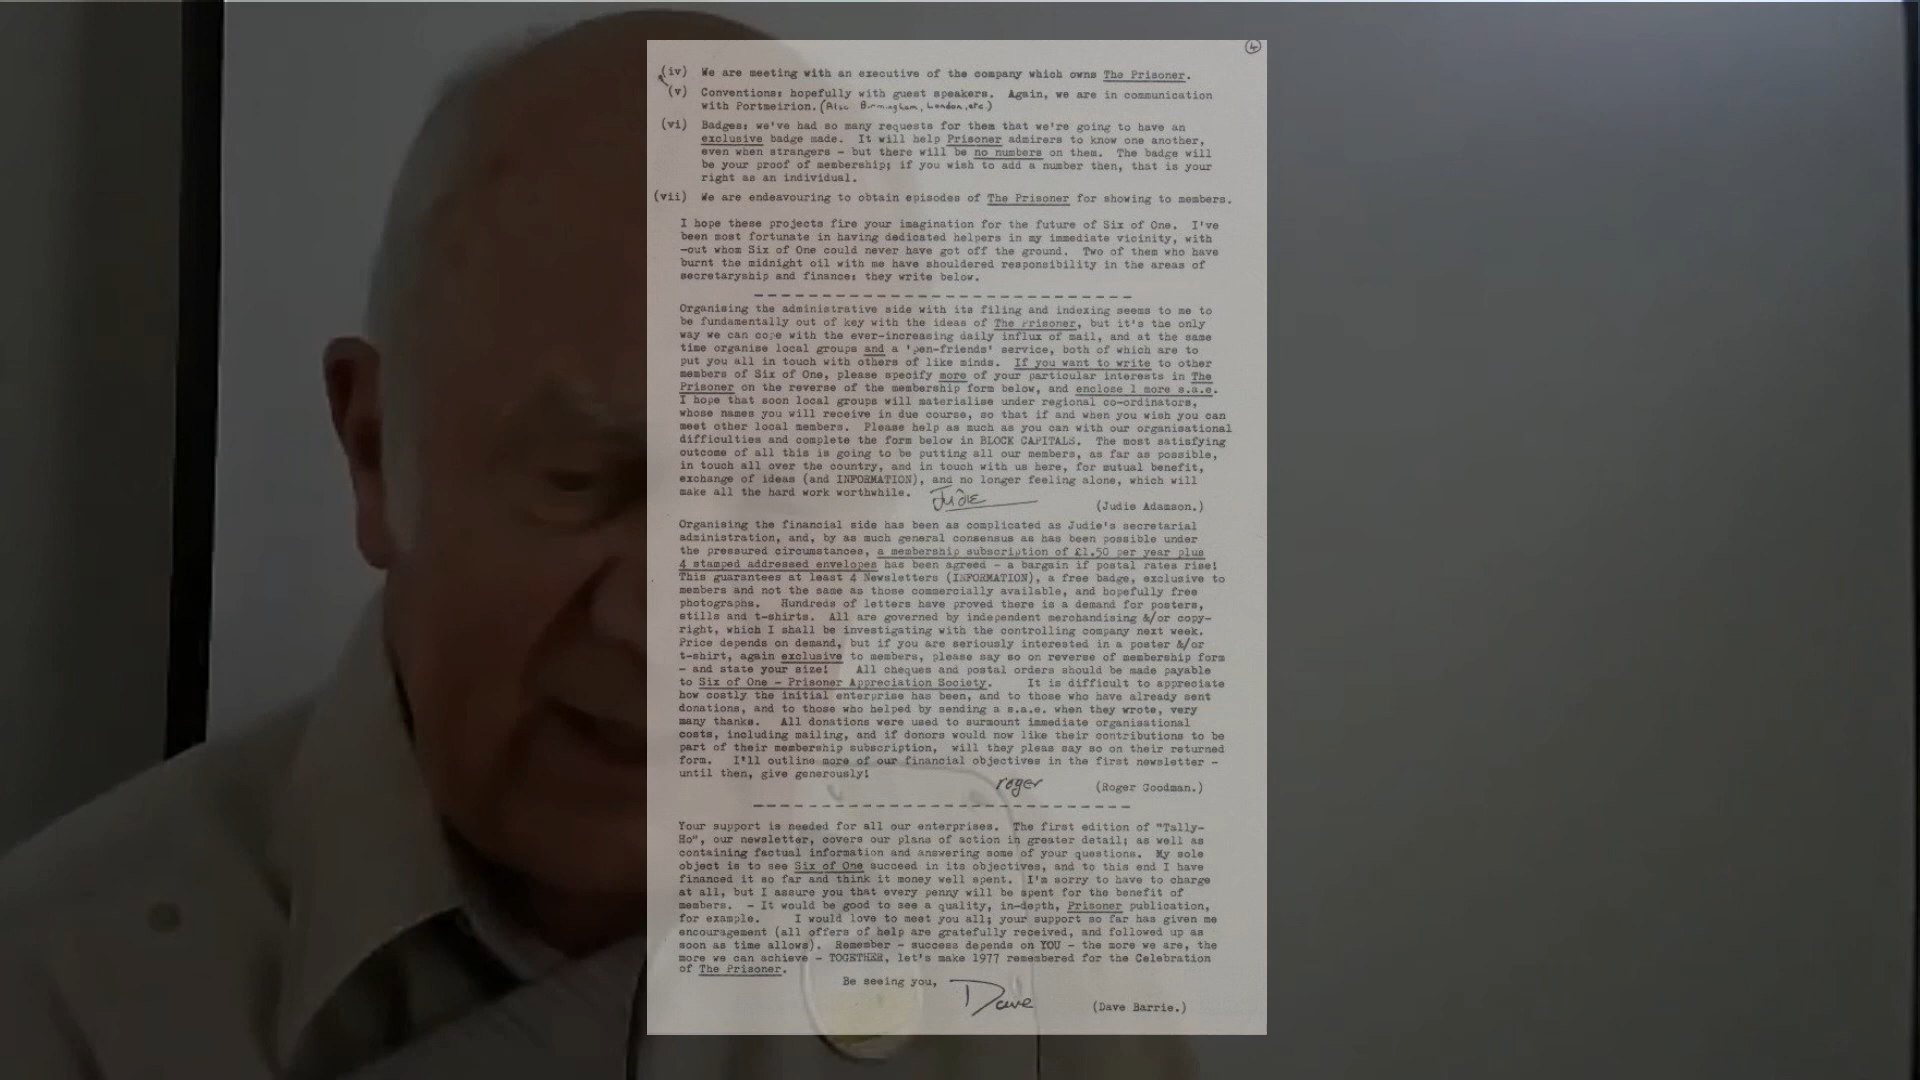 4
(iv) We are meeting with an executive of the company which owns The Prisoner.
(v) Conventions: hopefully with guest speakers. Again, we are in communication
with Portmeirion. (Also Birmingham, London, etc.)
(vi) Badges: we've had so many requests for them that we're going to have an
exclusive badge made. It will help Prisoner admirers to know one another,
even when strangers - but there will be no numbers on them. The badge will
be your proof of membership; if you wish to add a number then, that is your
right as an individual.
(vii) We are endeavouring to obtain episodes of The Prisoner for showing to members.
I hope these projects fire your imagination for the future of Six of One. I've
been most fortunate in having dedicated helpers in my immediate vicinity, with
-out whom Six of One could never have got off the ground. Two of them who have
burnt the midnight oil with me have shouldered responsibility in the areas of
secretaryship and finance: they write below.
Organising the administrative side with its filing and indexing seems to me to
be fundamentally out of key with the ideas of The Prisoner, but it's the only
way we can cope with the ever-increasing daily influx of mail, and at the same
time organise local groups and a 'pen-friends' service, both of which are to
put you all in touch with others of like minds. If you want to write to other
members of Six of One, please specify more of your particular interests in The
Prisoner on the reverse of the membership form below, and enclose 1 more s.a.e.
I hope that soon local groups will materialise under regional co-ordinators,
whose names you will receive in due course, so that if and when you wish you can
meet other local members. Please help as much as you can with our organisational
difficulties and complete the form below in BLOCK CAPITALS. The most satisfying
outcome of all this is going to be putting all our members, as far as possible,
in touch all over the country, and in touch with us here, for mutual benefit,
exchange of ideas (and INFORMATION), and no longer feeling alone, which will
make all the hard work worthwhile. Judie
(Judie Adamson.)
Organising the financial side has been as complicated as Judie's secretarial
administration, and, by as much general consensus as has been possible under
the pressured circumstances, a membership subscription of £1.50 per year plus
4 stamped addressed envelopes has been agreed - a bargain if postal rates rise!
This guarantees at least 4 Newsletters (INFORMATION), a free badge, exclusive to
members and not the same as those commercially available, and hopefully free
photographs. Hundreds of letters have proved there is a demand for posters,
stills and t-shirts. All are governed by independent merchandising &/or copy-
right, which I shall be investigating with the controlling company next week.
Price depends on demand, but if you are seriously interested in a poster &/or
t-shirt, again exclusive to members, please say so on reverse of membership form
- and state your size! All cheques and postal orders should be made payable
to Six of One - Prisoner Appreciation Society. It is difficult to appreciate
how costly the initial enterprise has been, and to those who have already sent
donations, and to those who helped by sending a s.a.e. when they wrote, very
many thanks. All donations were used to surmount immediate organisational
costs, including mailing, and if donors would now like their contributions to be
part of their membership subscription, will they pleas say so on their returned
form. I'll outline more of our financial objectives in the first newsletter -
until then, give generously!
roger (Roger Goodman.)
Your support is needed for all our enterprises. The first edition of "Tally-
Ho", our newsletter, covers our plans of action in greater detail; as well as
containing factual information and answering some of your questions. My sole
object is to see Six of One succeed in its objectives, and to this end I have
financed it so far and think it money well spent. I'm sorry to have to charge
at all, but I assure you that every penny will be spent for the benefit of
members. - It would be good to see a quality, in-depth, Prisoner publication,
for example. I would love to meet you all; your support so far has given me
encouragement (all offers of help are gratefully received, and followed up as
soon as time allows). Remember - success depends on YOU - the more we are, the
more we can achieve - TOGETHER, let's make 1977 remembered for the Celebration
of The Prisoner.
Be seeing you,
Dave (Dave Barrie.)